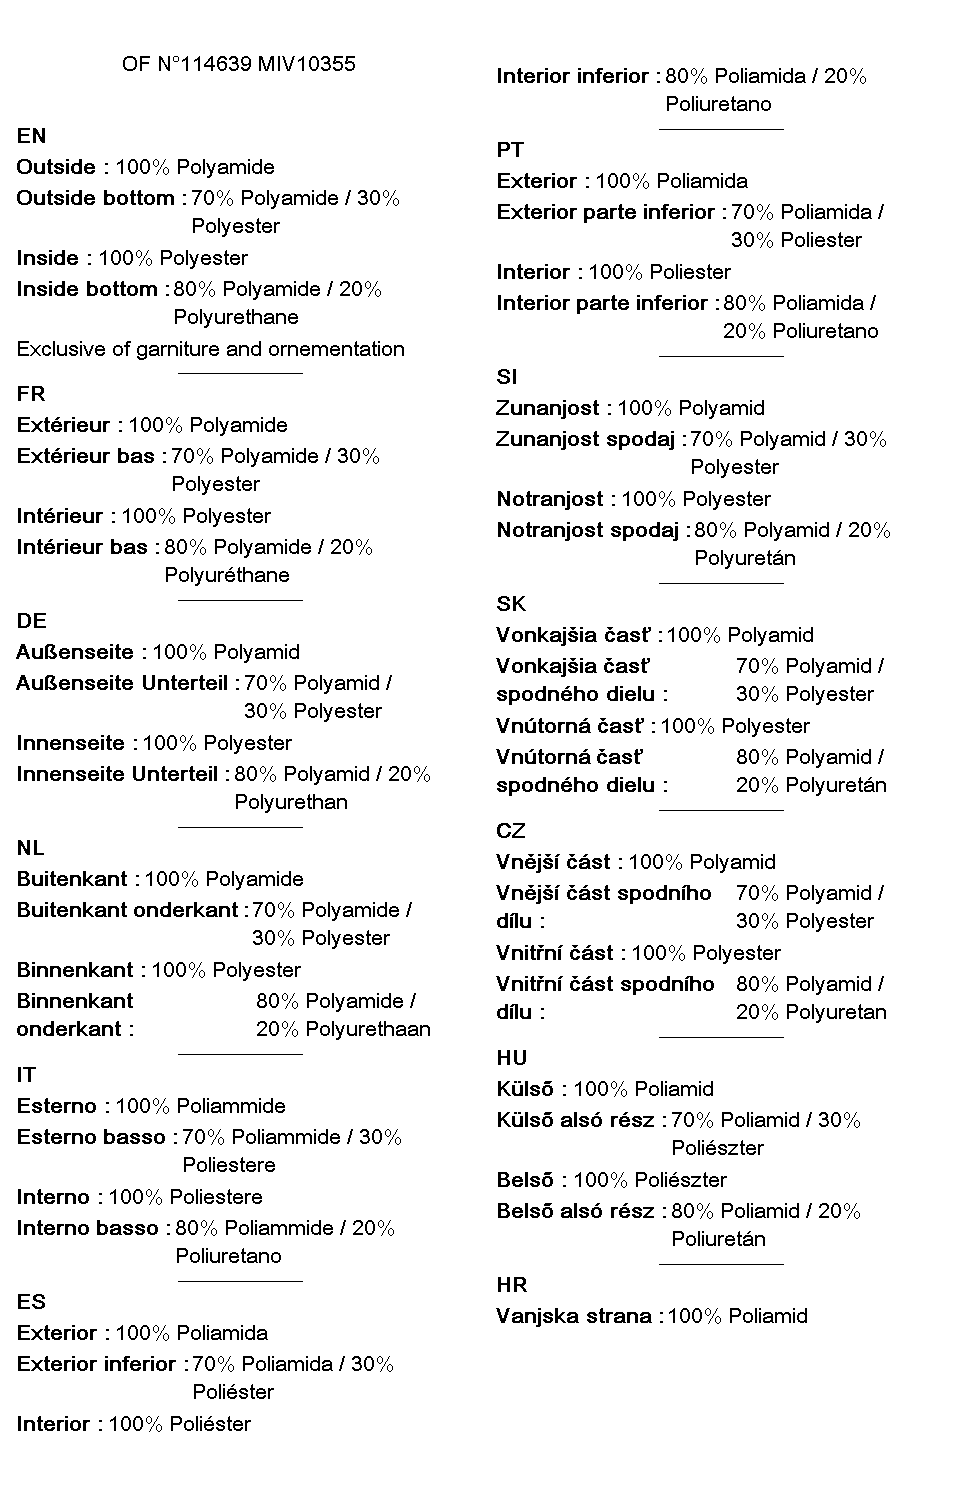 OF N°114639 MIV10355
EN
Outside : 100% Polyamide
Outside bottom : 70% Polyamide / 30%
Polyester
Inside : 100% Polyester
Inside bottom : 80% Polyamide / 20%
Polyurethane
Exclusive of garniture and ornementation
FR
Extérieur : 100% Polyamide
Extérieur bas : 70% Polyamide / 30%
Polyester
Intérieur : 100% Polyester
Intérieur bas : 80% Polyamide / 20%
Polyuréthane
DE
Außenseite : 100% Polyamid
Außenseite Unterteil : 70% Polyamid /
30% Polyester
Innenseite : 100% Polyester
Innenseite Unterteil : 80% Polyamid / 20%
Polyurethan
NL
Buitenkant : 100% Polyamide
Buitenkant onderkant : 70% Polyamide /
30% Polyester
Binnenkant : 100% Polyester
Binnenkant 80% Polyamide /
onderkant : 20% Polyurethaan
IT
Esterno : 100% Poliammide
Esterno basso : 70% Poliammide / 30%
Poliestere
Interno : 100% Poliestere
Interno basso : 80% Poliammide / 20%
Poliuretano
ES
Exterior : 100% Poliamida
Exterior inferior : 70% Poliamida / 30%
Poliéster
Interior : 100% Poliéster
Interior inferior : 80% Poliamida / 20%
Poliuretano
PT
Exterior : 100% Poliamida
Exterior parte inferior : 70% Poliamida /
30% Poliester
Interior : 100% Poliester
Interior parte inferior : 80% Poliamida /
20% Poliuretano
SI
Zunanjost : 100% Polyamid
Zunanjost spodaj : 70% Polyamid / 30%
Polyester
Notranjost : 100% Polyester
Notranjost spodaj : 80% Polyamid / 20%
Polyuretán
SK
Vonkajšia časť : 100% Polyamid
Vonkajšia časť 70% Polyamid /
spodného dielu : 30% Polyester
Vnútorná časť : 100% Polyester
Vnútorná časť 80% Polyamid /
spodného dielu : 20% Polyuretán
CZ
Vnější část : 100% Polyamid
Vnější část spodního 70% Polyamid /
dílu : 30% Polyester
Vnitřní část : 100% Polyester
Vnitřní část spodního 80% Polyamid /
dílu : 20% Polyuretan
HU
Külsõ : 100% Poliamid
Külsõ alsó rész : 70% Poliamid / 30%
Poliészter
Belsõ : 100% Poliészter
Belsõ alsó rész : 80% Poliamid / 20%
Poliuretán
HR
Vanjska strana : 100% Poliamid